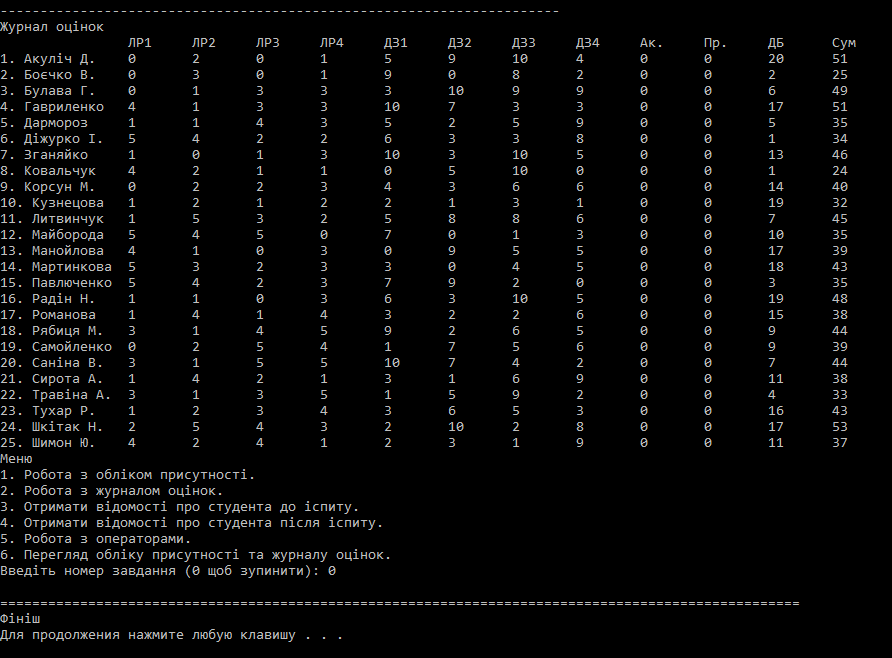 ----------------------------------------------------------------------
Журнал оцінок
ЛР1 ЛР2 ЛР3 ЛР4 ДЗ1 ДЗ2 ДЗ3 ДЗ4 Ак. Пр. ДБ Сум
1. Акуліч Д. 0 2 0 1 5 9 10 4 0 0 20 51
2. Боєчко В. 0 3 0 1 9 0 8 2 0 0 2 25
3. Булава Г. 0 1 3 3 3 10 9 9 0 0 6 49
4. Гавриленко 4 1 3 3 10 7 3 3 0 0 17 51
5. Дармороз 1 1 4 3 5 2 5 9 0 0 5 35
6. Діжурко І. 5 4 2 2 6 3 3 8 0 0 1 34
7. Зганяйко 1 0 1 3 10 3 10 5 0 0 13 46
8. Ковальчук 4 2 1 1 0 5 10 0 0 0 1 24
9. Корсун М. 0 2 2 3 4 3 6 6 0 0 14 40
10. Кузнецова 1 2 1 2 2 1 3 1 0 0 19 32
11. Литвинчук 1 5 3 2 5 8 8 6 0 0 7 45
12. Майборода 5 4 5 0 7 0 1 3 0 0 10 35
13. Манойлова 4 1 0 3 0 9 5 5 0 0 17 39
14. Мартинкова 5 3 2 3 3 0 4 5 0 0 18 43
15. Павлюченко 5 4 2 3 7 9 2 0 0 0 3 35
16. Радін Н. 1 1 0 3 6 3 10 5 0 0 19 48
17. Романова 1 4 1 4 3 2 2 6 0 0 15 38
18. Рябиця М. 3 1 4 5 9 2 6 5 0 0 9 44
19. Самойленко 0 2 5 4 1 7 5 6 0 0 9 39
20. Саніна В. 3 1 5 5 10 7 4 2 0 0 7 44
21. Сирота А. 1 4 2 1 3 1 6 9 0 0 11 38
22. Травіна А. 3 1 3 5 1 5 9 2 0 0 4 33
23. Тухар Р. 1 2 3 4 3 6 5 3 0 0 16 43
24. Шкітак Н. 2 5 4 3 2 10 2 8 0 0 17 53
25. Шимон Ю. 4 2 4 1 2 3 1 9 0 0 11 37
Меню
1. Робота з обліком присутності.
2. Робота з журналом оцінок.
3. Отримати відомості про студента до іспиту.
4. Отримати відомості про студента після іспиту.
5. Робота з операторами.
6. Перегляд обліку присутності та журналу оцінок.
Введіть номер завдання (0 щоб зупинити): 0
====================================================================================================
Фініш
Для продолжения нажмите любую клавишу . . .